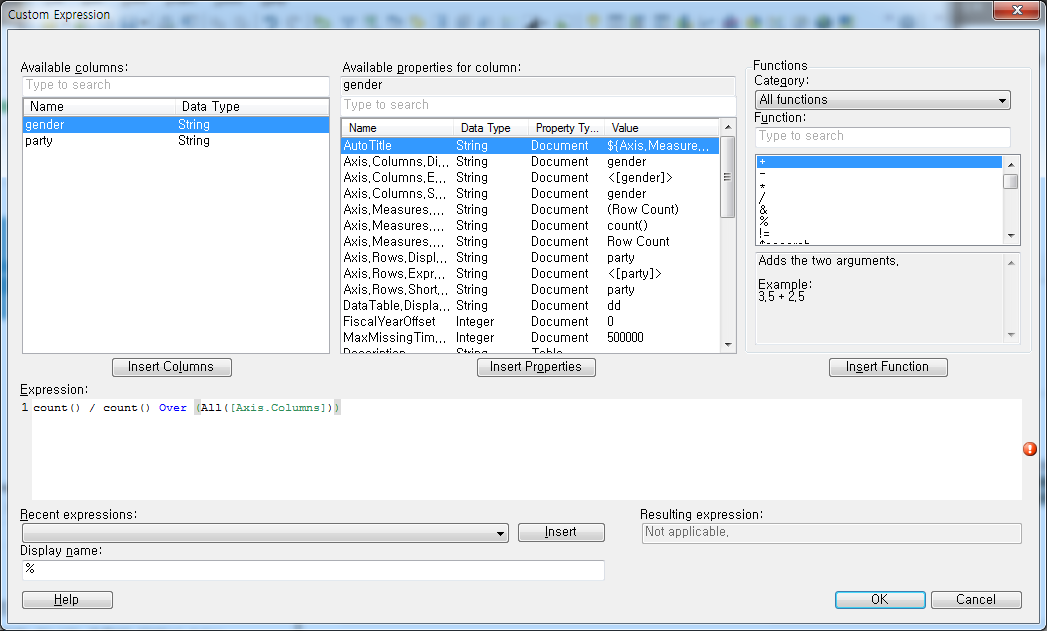 Custom Expression
Available columns:
Type to search
Name Data Type
gender String
party String
Insert Columns
Available properties for column:
gender
Type to search
Name Data Type Property Ty... Value
AutoTitle String Document ${Axis.Measure...
Axis.Columns.Di... String Document gender
Axis.Columns.E... String Document <[gender]>
Axis.Columns.S... String Document gender
Axis.Measures.... String Document (Row Count)
Axis.Measures.... String Document count()
Axis.Measures.... String Document Row Count
Axis.Rows.Displ... String Document party
Axis.Rows.Expr... String Document <[party]>
Axis.Rows.Short... String Document party
DataTable.Displa... String Document dd
FiscalYearOffset Integer Document 0
MaxMissingTim... Integer Document 500000
Description String Table
Insert Properties
Functions
Category:
All functions
Function:
Type to search
+
-
*
/
&
%
!=
Adds the two arguments.
Example:
3.5 + 2.5
Insert Function
Expression:
1 count() / count() Over (All([Axis.Columns]))
Recent expressions:
Insert
Resulting expression:
Not applicable.
Display name:
%
Help
OK
Cancel